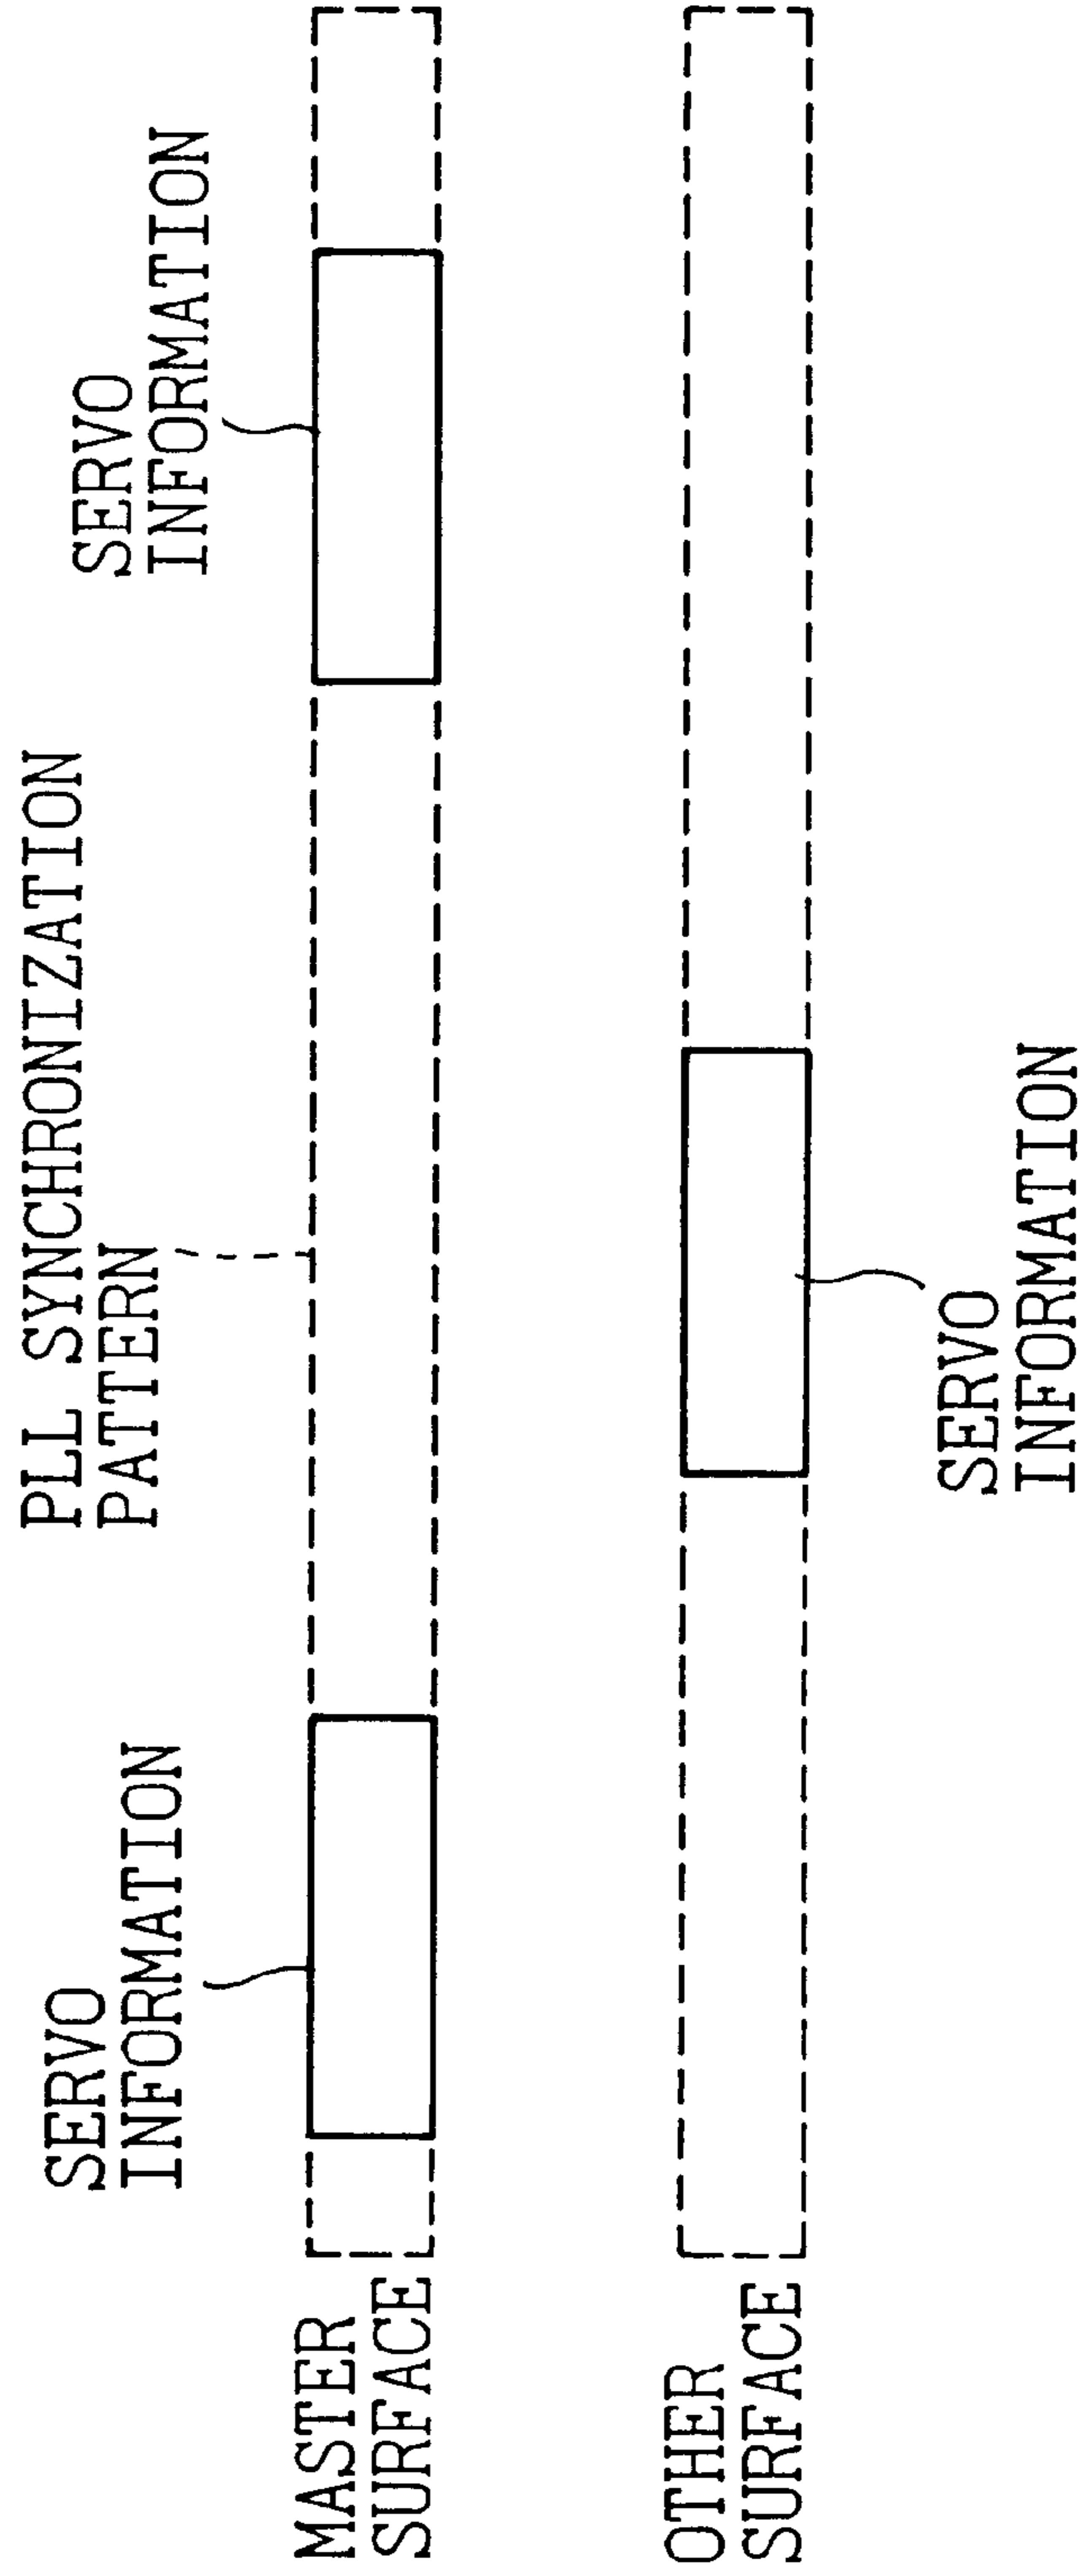 PLL SYNCHRONIZATION
PATTERN
SERVO
INFORMATION
SERVO
INFORMATION
MASTER
SURFACE
OTHER
SURFACE
SERVO
INFORMATION